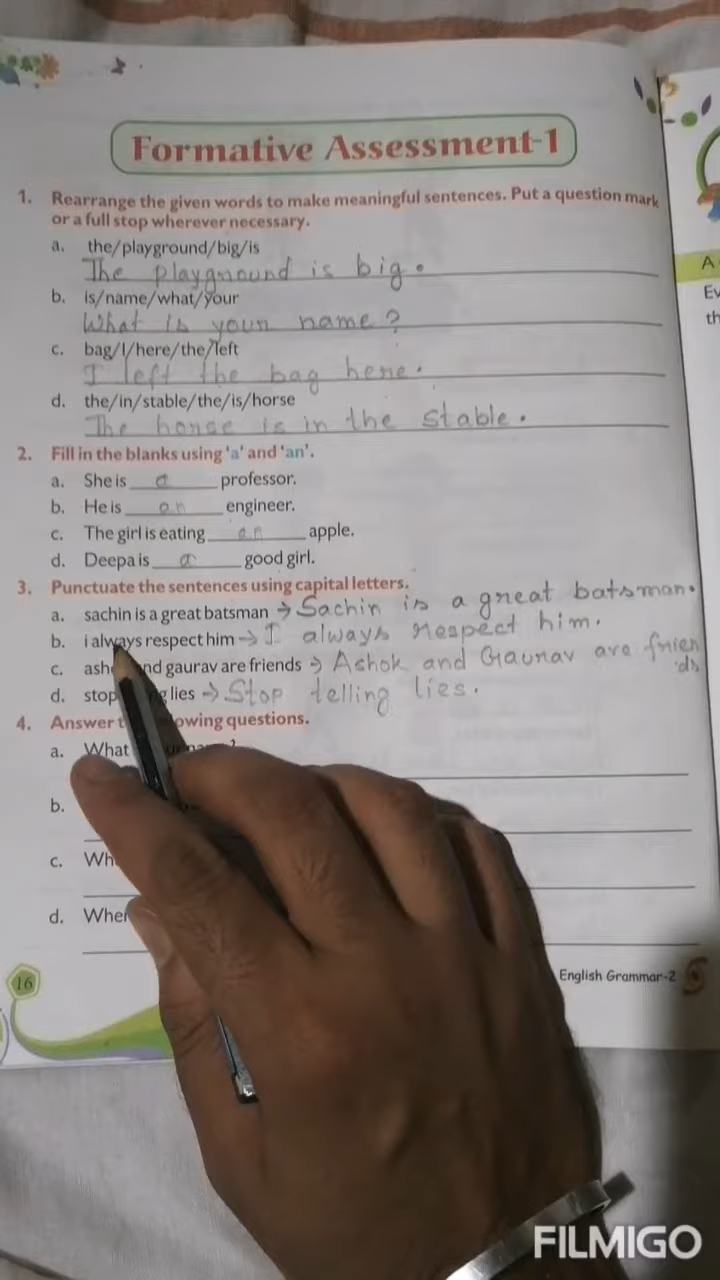 Formative Assessment-1
1. Rearrange the given words to make meaningful sentences. Put a question mark
or a full stop wherever necessary.
a. the/playground/big/is
The playground is big.
b. is/name/what/your
What is your name?
c. bag/I/here/the/left
I left the bag here.
d. the/in/stable/the/is/horse
The horse is in the stable.
2. Fill in the blanks using 'a' and 'an'.
a. She is a professor.
b. He is an engineer.
c. The girl is eating an apple.
d. Deepa is a good girl.
3. Punctuate the sentences using capital letters.
a. sachin is a great batsman → Sachin is a great batsman.
b. i always respect him → I always respect him.
c. gaurav are friends → Ashok and Gaurav are frien
ds
d. stop lies → Stop telling lies.
4. Answer questions.
a. What
b.
c.
d.
16
English Grammar-2
A
FILMIGO